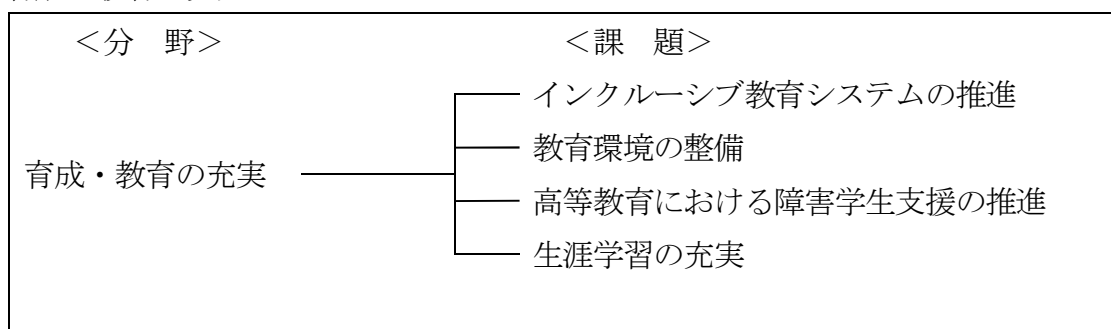 ＜分　野＞　＜課　題＞
インクルーシブ教育システムの推進
教育環境の整備
育成・教育の充実
高等教育における障害学生支援の推進
生涯学習の充実